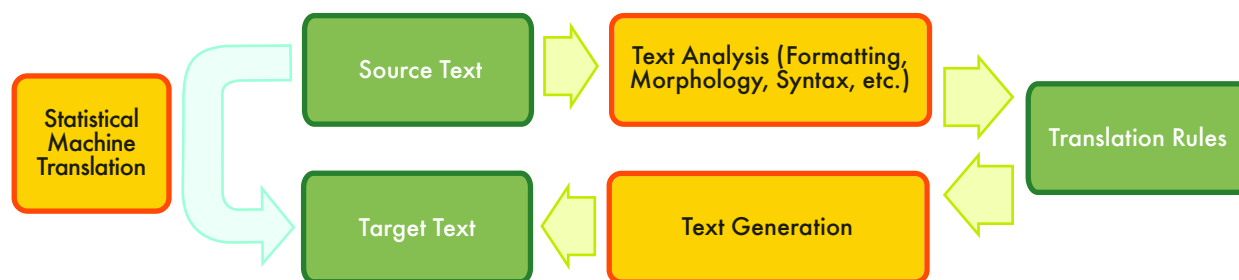 Source Text
Text Analysis (Formatting,
Morphology, Syntax, etc.)
Statistical
Machine
Translation
Translation Rules
Target Text
Text Generation